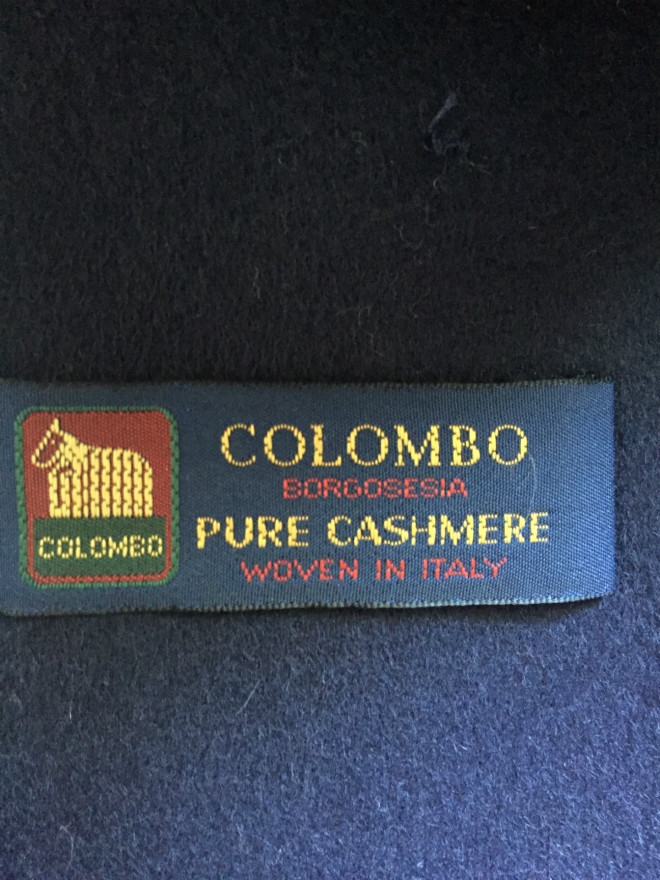 COLOMBO
COLOMBO
BORGOSESIA
PURE CASHMERE
WOVEN IN ITALY